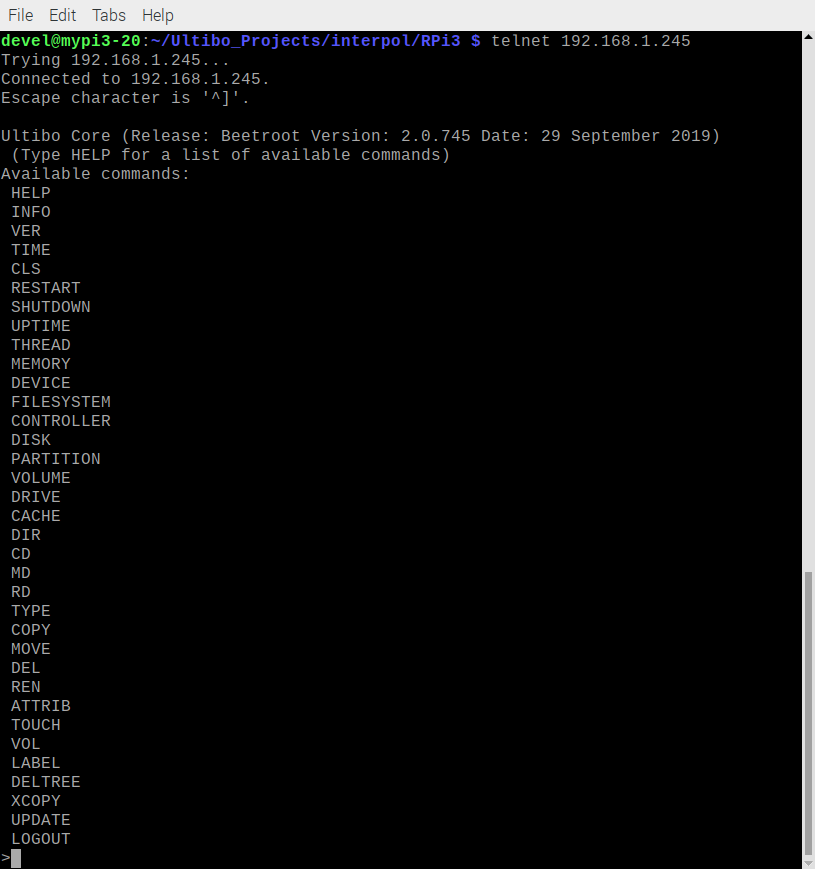 File Edit Tabs Help
devel@mypi3-20:~/Ultibo_Projects/interpol/RPi3 $ telnet 192.168.1.245
Trying 192.168.1.245...
Connected to 192.168.1.245.
Escape character is '^]'.
Ultibo Core (Release: Beetroot Version: 2.0.745 Date: 29 September 2019)
(Type HELP for a list of available commands)
Available commands:
HELP
INFO
VER
TIME
CLS
RESTART
SHUTDOWN
UPTIME
THREAD
MEMORY
DEVICE
FILESYSTEM
CONTROLLER
DISK
PARTITION
VOLUME
DRIVE
CACHE
DIR
CD
MD
RD
TYPE
COPY
MOVE
DEL
REN
ATTRIB
TOUCH
VOL
LABEL
DELTREE
XCOPY
UPDATE
LOGOUT
>